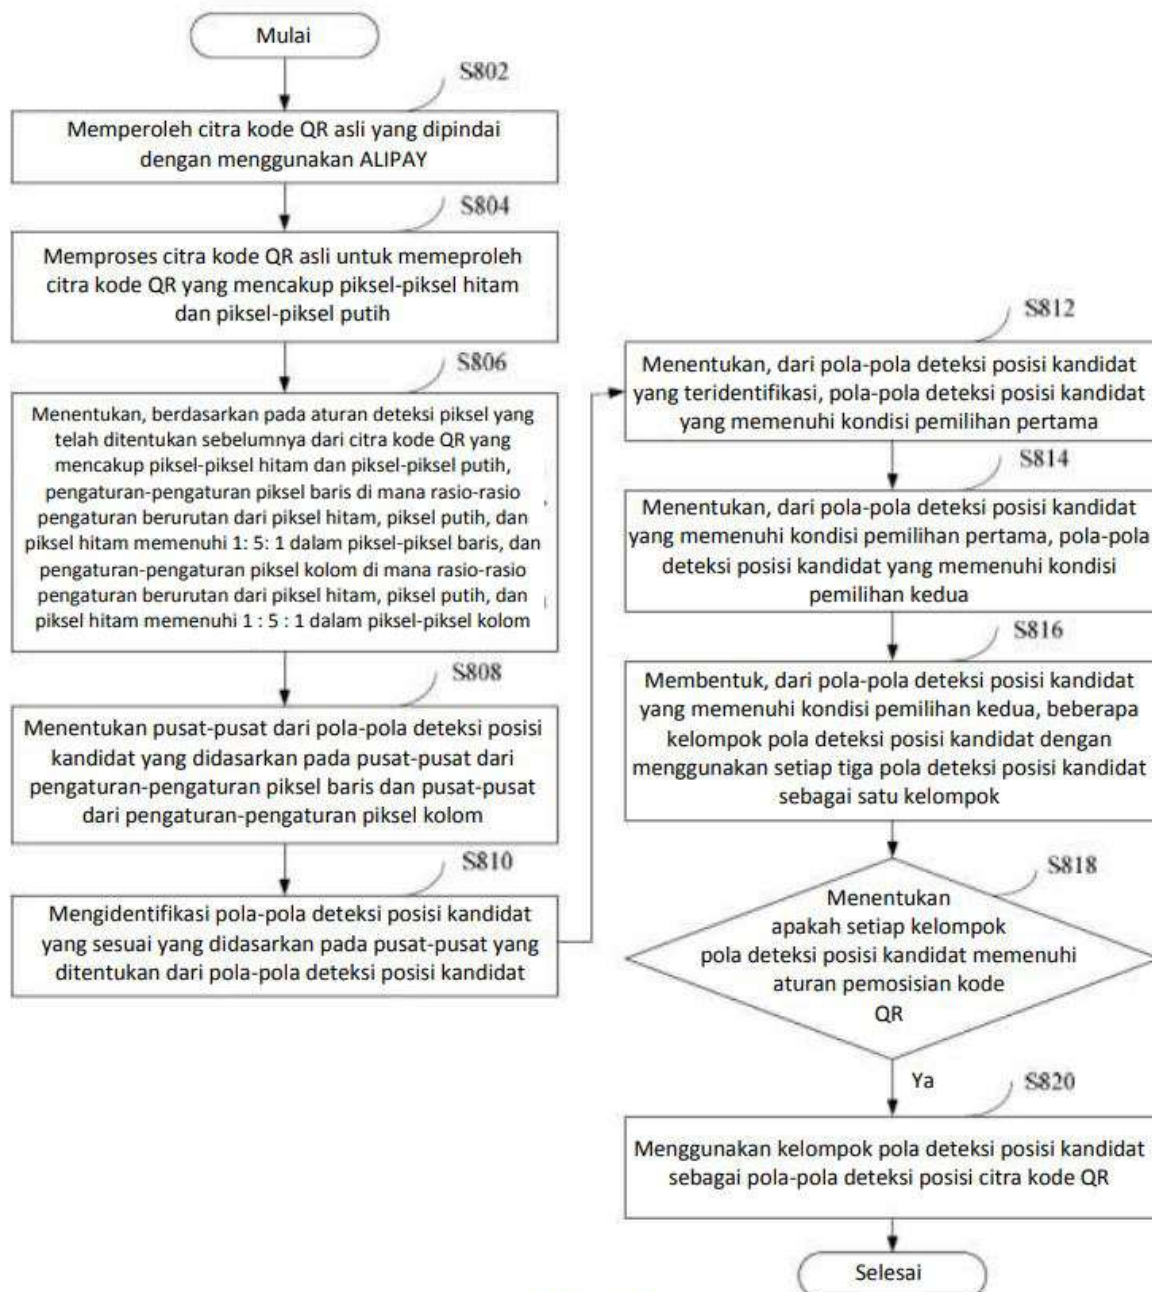 Mulai
S802
Memperoleh citra kode QR asli yang dipindai
dengan menggunakan ALIPAY
S804
Memproses citra kode QR asli untuk memeproleh
citra kode QR yang mencakup piksel-piksel hitam
dan piksel-piksel putih
S806
Menentukan, berdasarkan pada aturan deteksi piksel yang
telah ditentukan sebelumnya dari citra kode QR yang
mencakup piksel-piksel hitam dan piksel-piksel putih,
pengaturan-pengaturan piksel baris di mana rasio-rasio
pengaturan berurutan dari piksel hitam, piksel putih, dan
piksel hitam memenuhi 1: 5: 1 dalam piksel-piksel baris, dan
pengaturan-pengaturan piksel kolom di mana rasio-rasio
pengaturan berurutan dari piksel hitam, piksel putih, dan
piksel hitam memenuhi 1 : 5 : 1 dalam piksel-piksel kolom
S808
Menentukan pusat-pusat dari pola-pola deteksi posisi
kandidat yang didasarkan pada pusat-pusat dari
pengaturan-pengaturan piksel baris dan pusat-pusat
dari pengaturan-pengaturan piksel kolom
S810
Mengidentifikasi pola-pola deteksi posisi kandidat
yang sesuai yang didasarkan pada pusat-pusat yang
ditentukan dari pola-pola deteksi posisi kandidat
S812
Menentukan, dari pola-pola deteksi posisi kandidat
yang teridentifikasi, pola-pola deteksi posisi kandidat
yang memenuhi kondisi pemilihan pertama
S814
Menentukan, dari pola-pola deteksi posisi kandidat
yang memenuhi kondisi pemilihan pertama, pola-pola
deteksi posisi kandidat yang memenuhi kondisi
pemilihan kedua
S816
Membentuk, dari pola-pola deteksi posisi kandidat
yang memenuhi kondisi pemilihan kedua, beberapa
kelompok pola deteksi posisi kandidat dengan
menggunakan setiap tiga pola deteksi posisi kandidat
sebagai satu kelompok
S818
Menentukan
apakah setiap kelompok
pola deteksi posisi kandidat memenuhi
aturan pemosisian kode
QR
Ya
S820
Menggunakan kelompok pola deteksi posisi kandidat
sebagai pola-pola deteksi posisi citra kode QR
Selesai